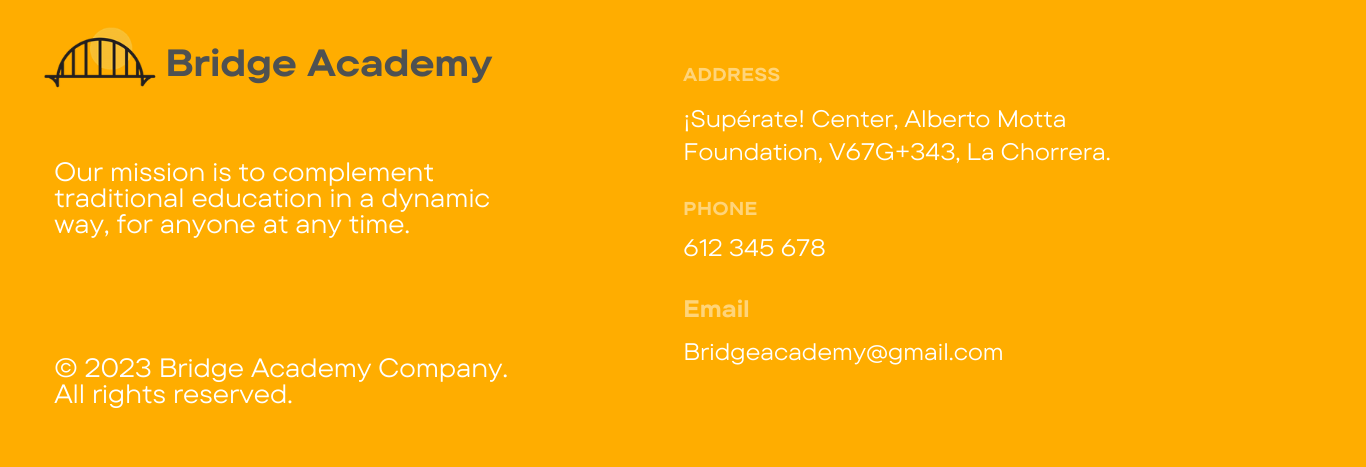 Bridge Academy
Our mission is to complement
traditional education in a dynamic
way, for anyone at any time.
© 2023 Bridge Academy Company.
All rights reserved.
ADDRESS
¡Supérate! Center, Alberto Motta
Foundation, V67G+343, La Chorrera.
PHONE
612 345 678
Email
Bridgeacademy@gmail.com